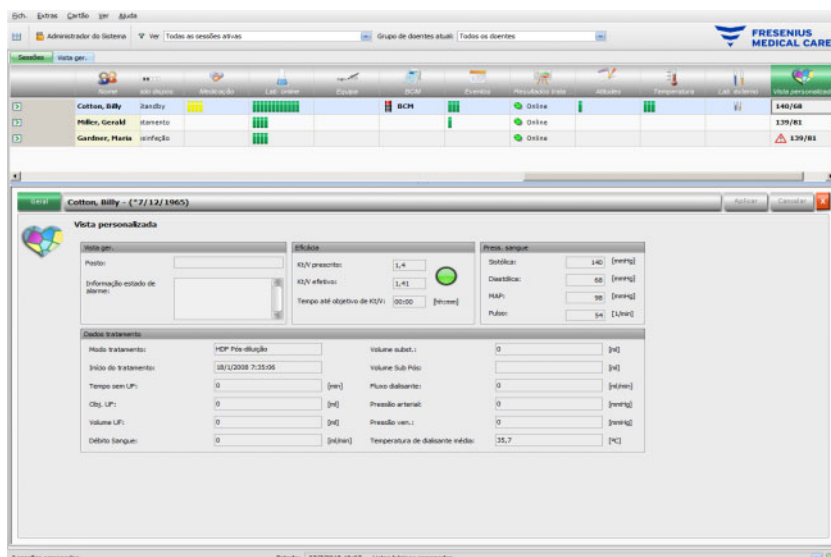 Fich. Extras Cartão Ver Ajuda
Administrador do Sistema Ver Todas as sessões ativas Grupo de doentes atual: Todos os doentes
FRESENIUS
MEDICAL CARE
Sessões Vista ger.
Nome Medicação Lab. online Equipa BCM Eventos Resultados trata Atitudes Temperatura Lab. externo Vista personalizada
Cotton, Billy Standby BCM Online 140/68
Miller, Gerald tamento Online 139/81
Gardner, Maria sinfeção Online 139/81
Geral Cotton, Billy - (*7/12/1965) Aplicar Cancelar X
Vista personalizada
Vista ger. Eficácia Press. sangue
Posto: Kt/V prescrito: 1,4 Sistólica: 140 [mmHg]
Informação estado de alarme: Kt/V efetivo: 1,41 Diastólica: 68 [mmHg]
Tempo até objetivo de Kt/V: 00:00 [hh:mm] MAP: 98 [mmHg]
Pulso: 54 [1/min]
Dados tratamento
Modo tratamento: HDF Pós-diluição Volume subst.: 0 [ml]
Início do tratamento: 18/1/2008 7:35:06 Volume Sub Pós: [ml]
Tempo sem UF: 0 [min] Fluxo dialisante: 0 [ml/min]
Obj. UF: 0 [ml] Pressão arterial: 0 [mmHg]
Volume UF: 0 [ml] Pressão ven.: 0 [mmHg]
Débito Sangue: 0 [ml/min] Temperatura de dialisante média: 35,7 [ºC]